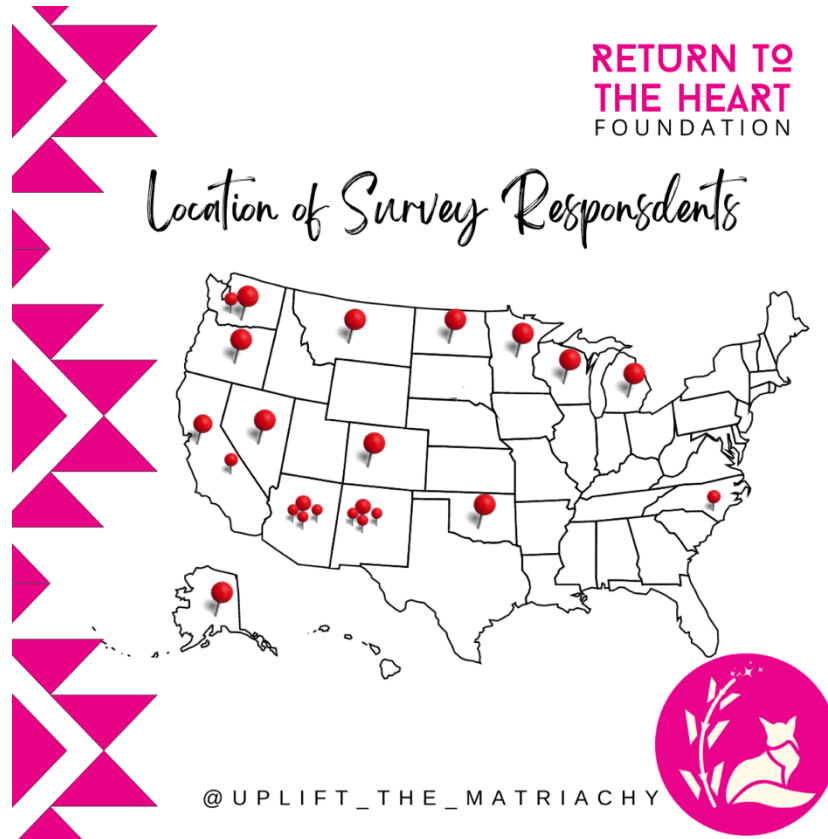 RETURN TO
THE HEART
FOUNDATION
Location of Survey Responsdents
@UPLIFT_THE_MATRIACHY